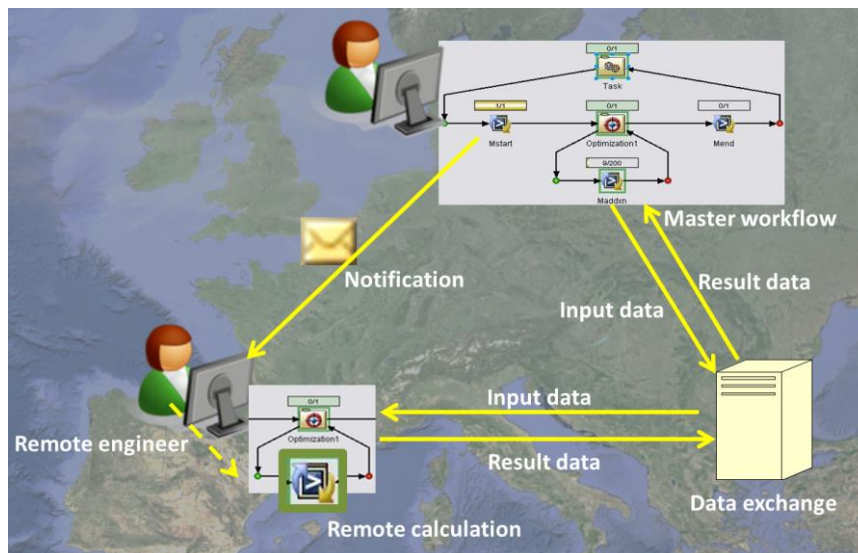 0/1
Task
1/1
0/1
0/1
Mstart
Optimization1
Mend
9/200
Maddxn
Master workflow
Notification
Result data
Input data
0/1
Optimization1
Input data
Remote engineer
Result data
Data exchange
Remote calculation